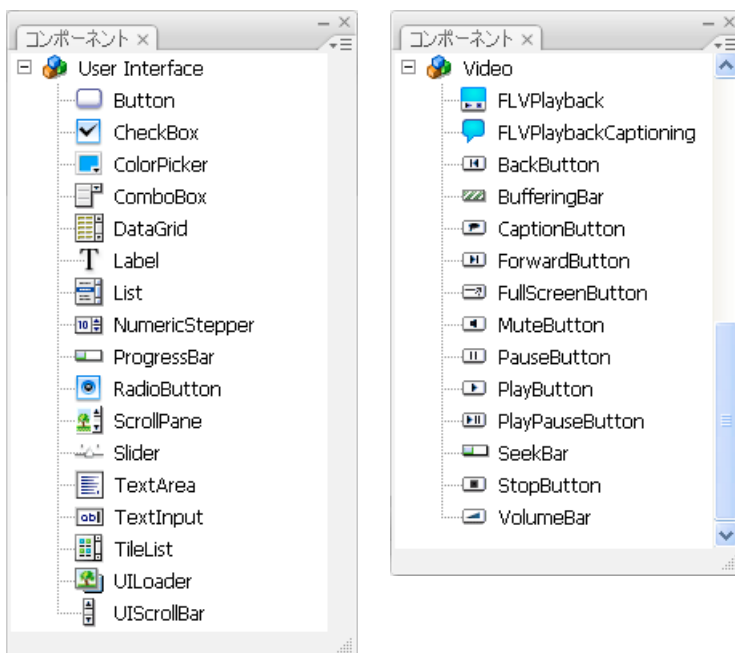 コンポーネント
User Interface
Button
CheckBox
ColorPicker
ComboBox
DataGrid
Label
List
NumericStepper
ProgressBar
RadioButton
ScrollPane
Slider
TextArea
TextInput
TileList
UILoader
UIScrollBar
コンポーネント
Video
FLVPlayback
FLVPlaybackCaptioning
BackButton
BufferingBar
CaptionButton
ForwardButton
FullScreenButton
MuteButton
PauseButton
PlayButton
PlayPauseButton
SeekBar
StopButton
VolumeBar